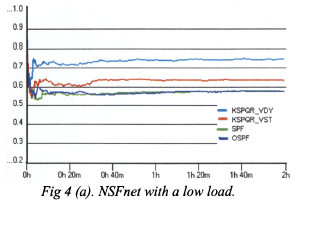 ...1.0
0.9
0.8
0.7
0.6
0.5
0.4
0.3
...0.2
KSPQR_VDY
KSPQR_VST
SPF
OSPF
0h 0h 20m 0h 40m 1h 1h 20m 1h 40m 2h
Fig 4 (a). NSFnet with a low load.